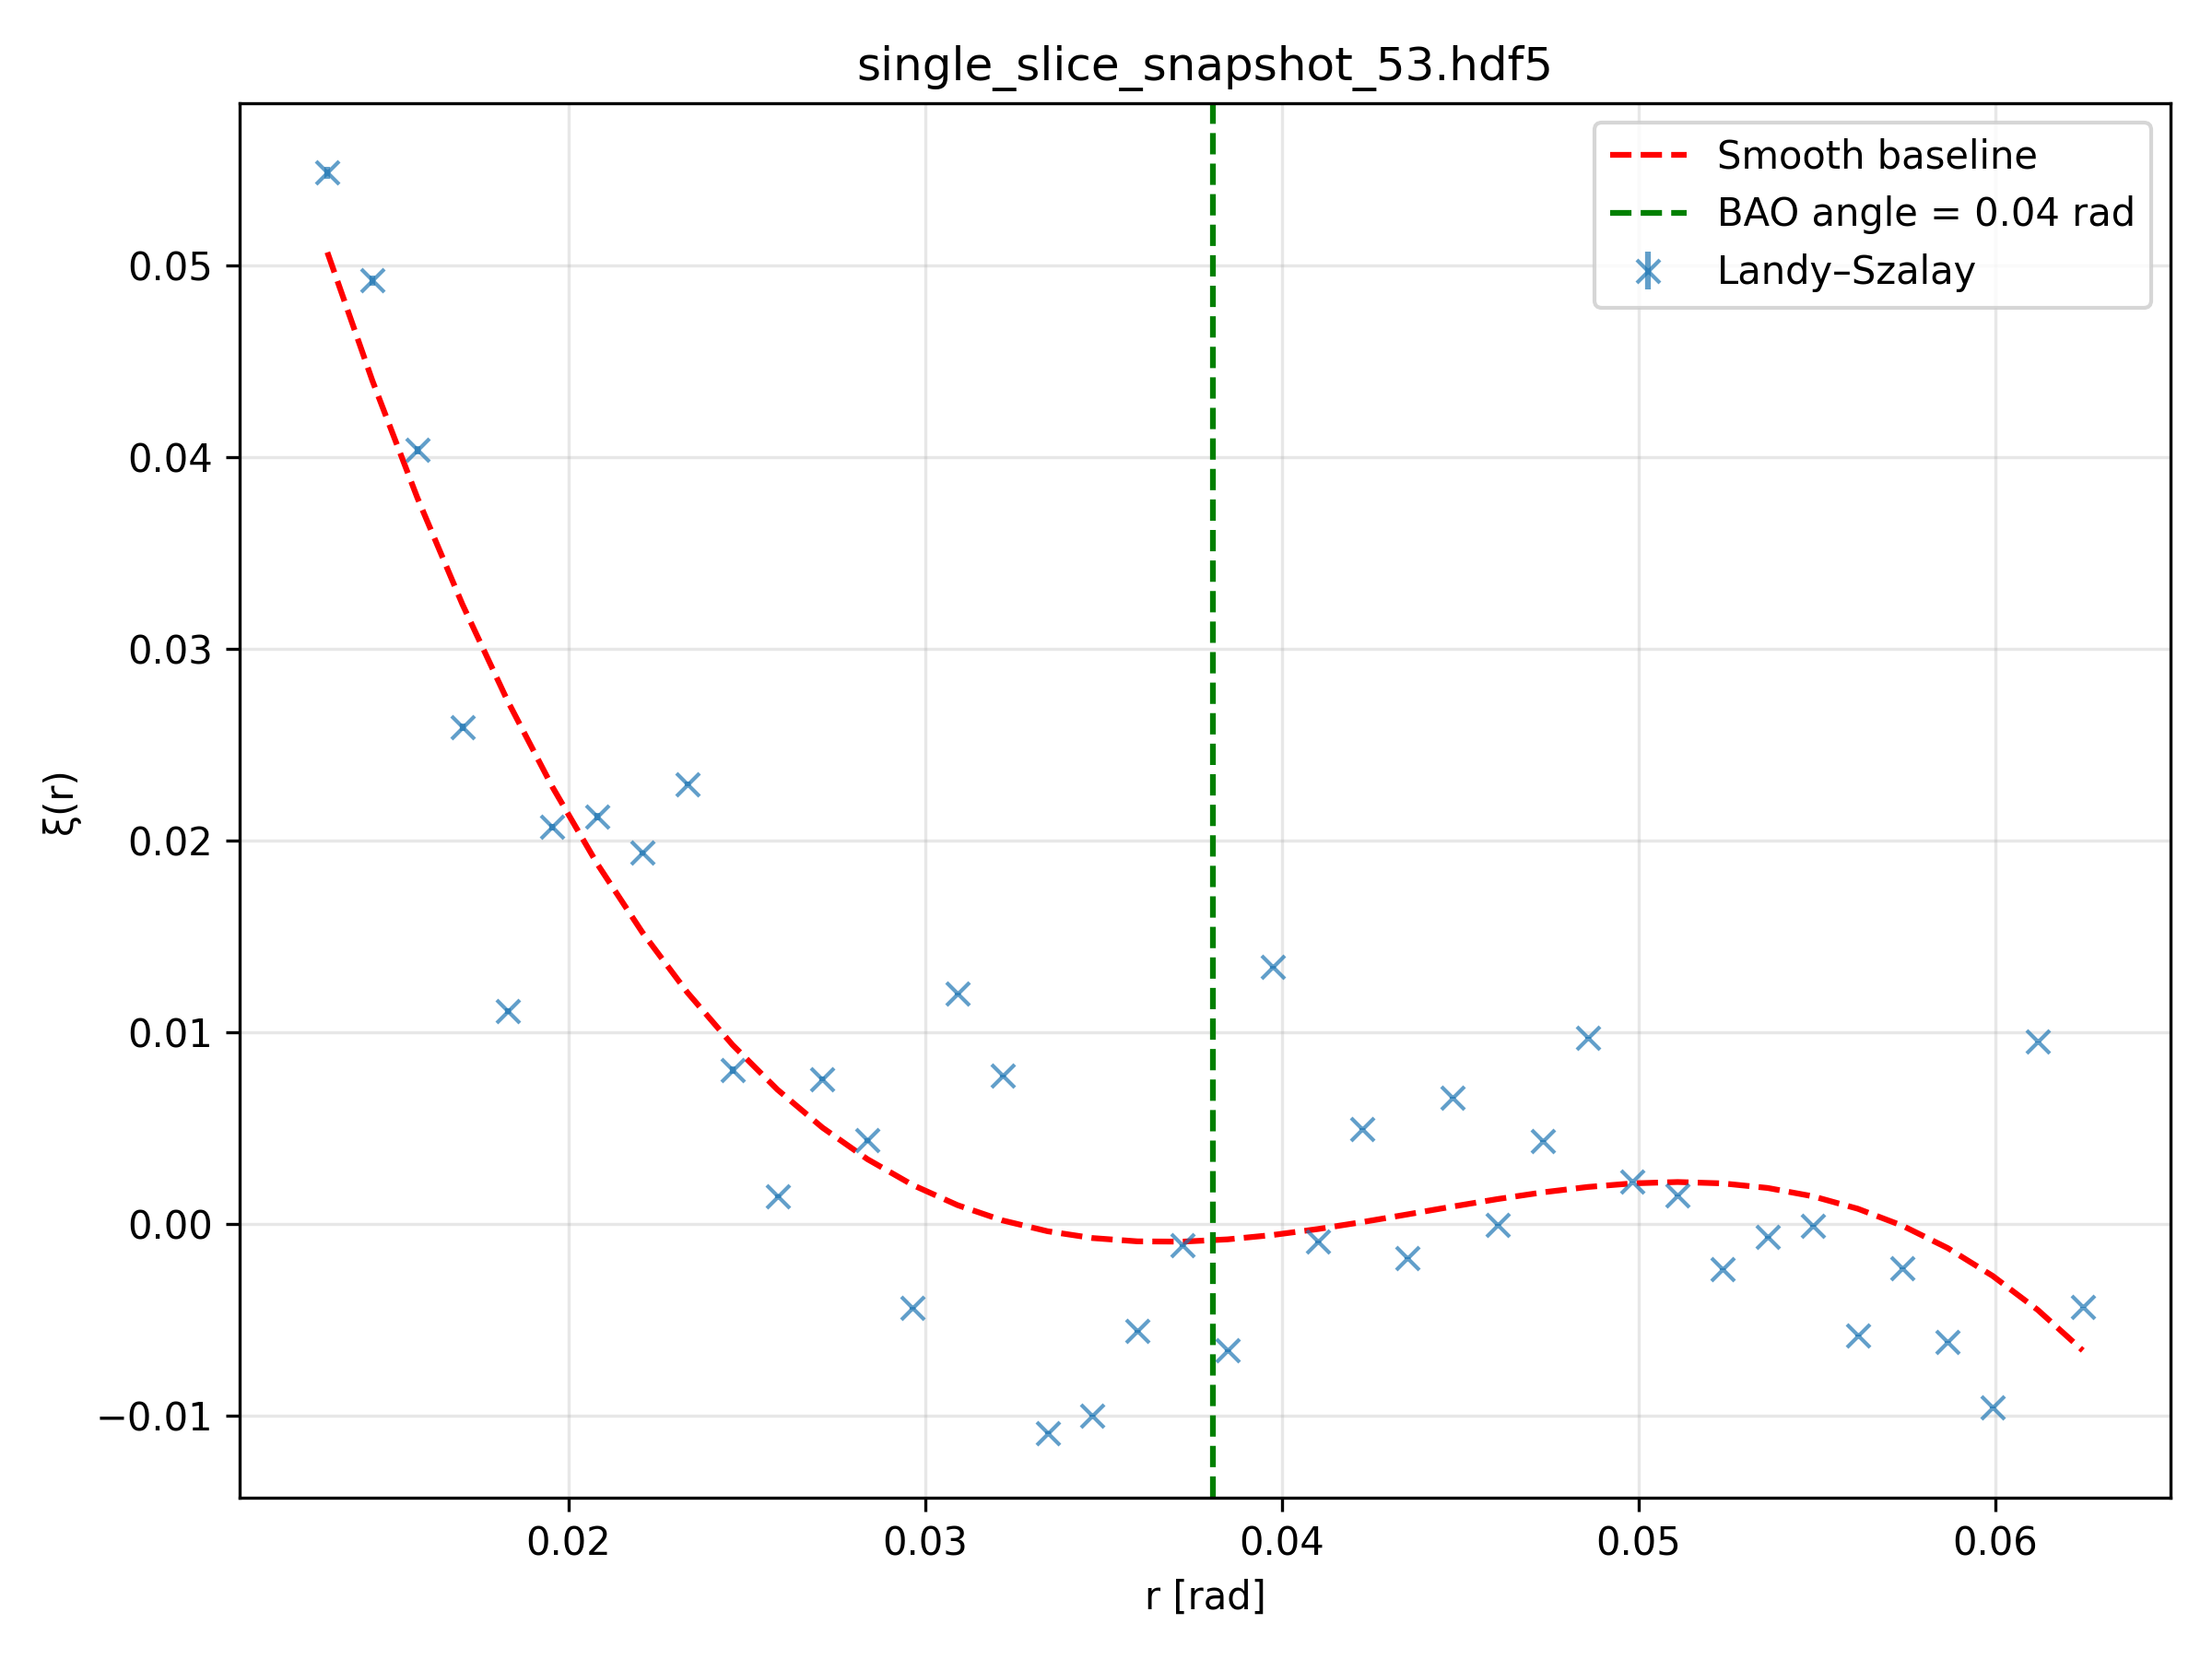 single_slice_snapshot_53.hdf5
Smooth baseline
BAO angle = 0.04 rad
Landy–Szalay
ξ(r)
0.05
0.04
0.03
0.02
0.01
0.00
−0.01
0.02 0.03 0.04 0.05 0.06
r [rad]